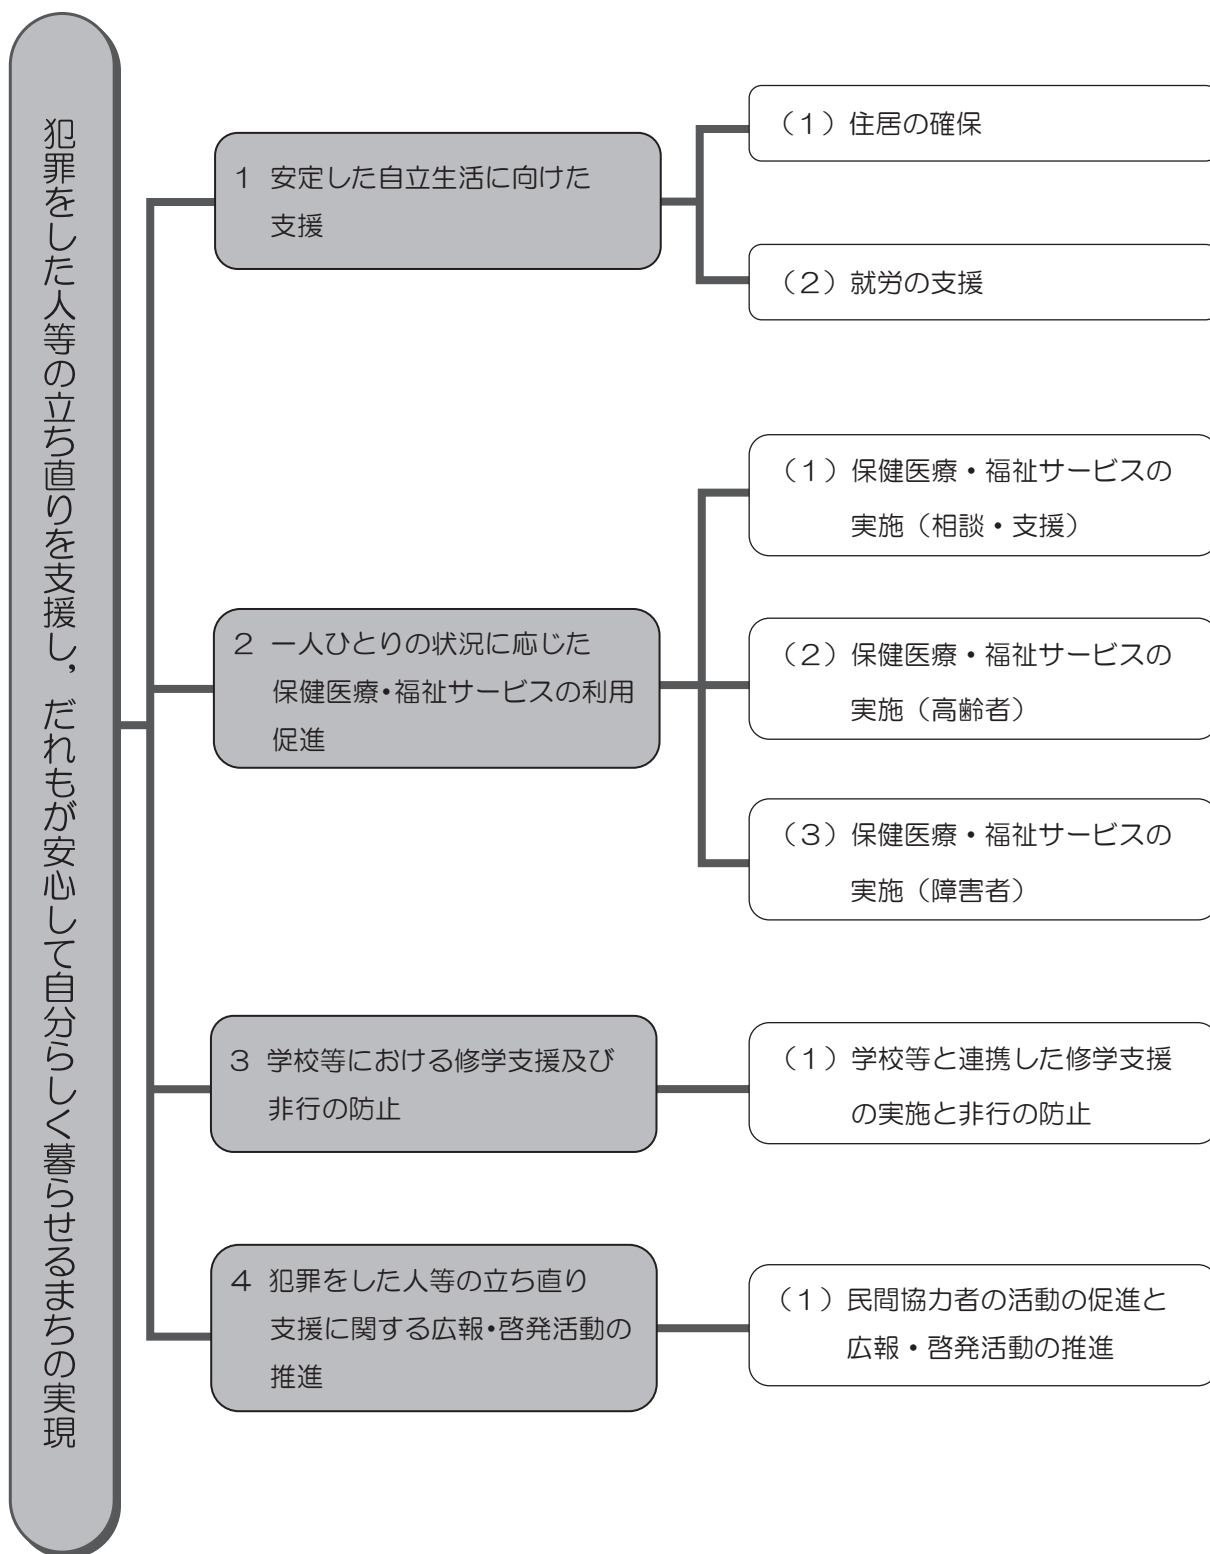 犯罪をした人等の立ち直りを支援し，だれもが安心して自分らしく暮らせるまちの実現
1 安定した自立生活に向けた
支援
（1）住居の確保
（2）就労の支援
2 一人ひとりの状況に応じた
保健医療・福祉サービスの利用
促進
（1）保健医療・福祉サービスの
実施（相談・支援）
（2）保健医療・福祉サービスの
実施（高齢者）
（3）保健医療・福祉サービスの
実施（障害者）
3 学校等における修学支援及び
非行の防止
（1）学校等と連携した修学支援
の実施と非行の防止
4 犯罪をした人等の立ち直り
支援に関する広報・啓発活動の
推進
（1）民間協力者の活動の促進と
広報・啓発活動の推進